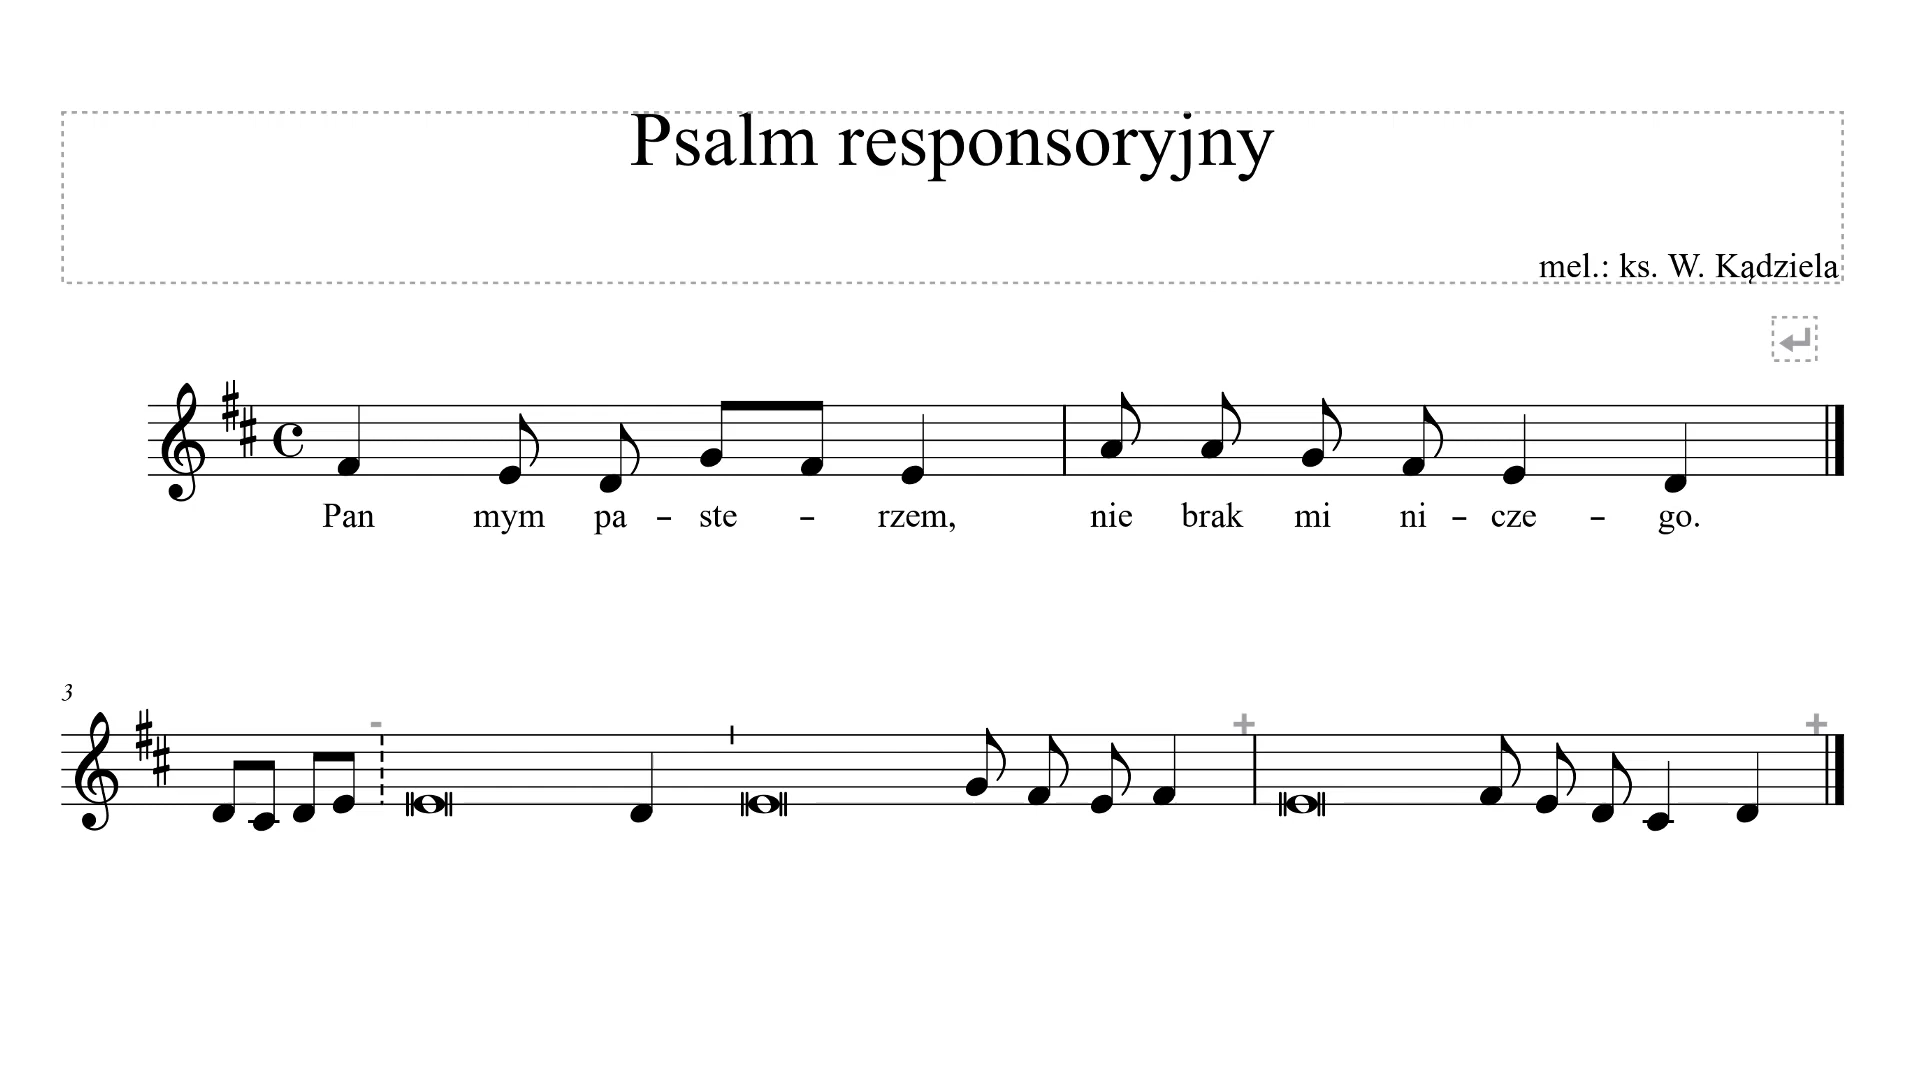 Psalm responsoryjny
mel.: ks. W. Kądziela
Pan mym pa - ste - rzem, nie brak mi ni - cze - go.
3